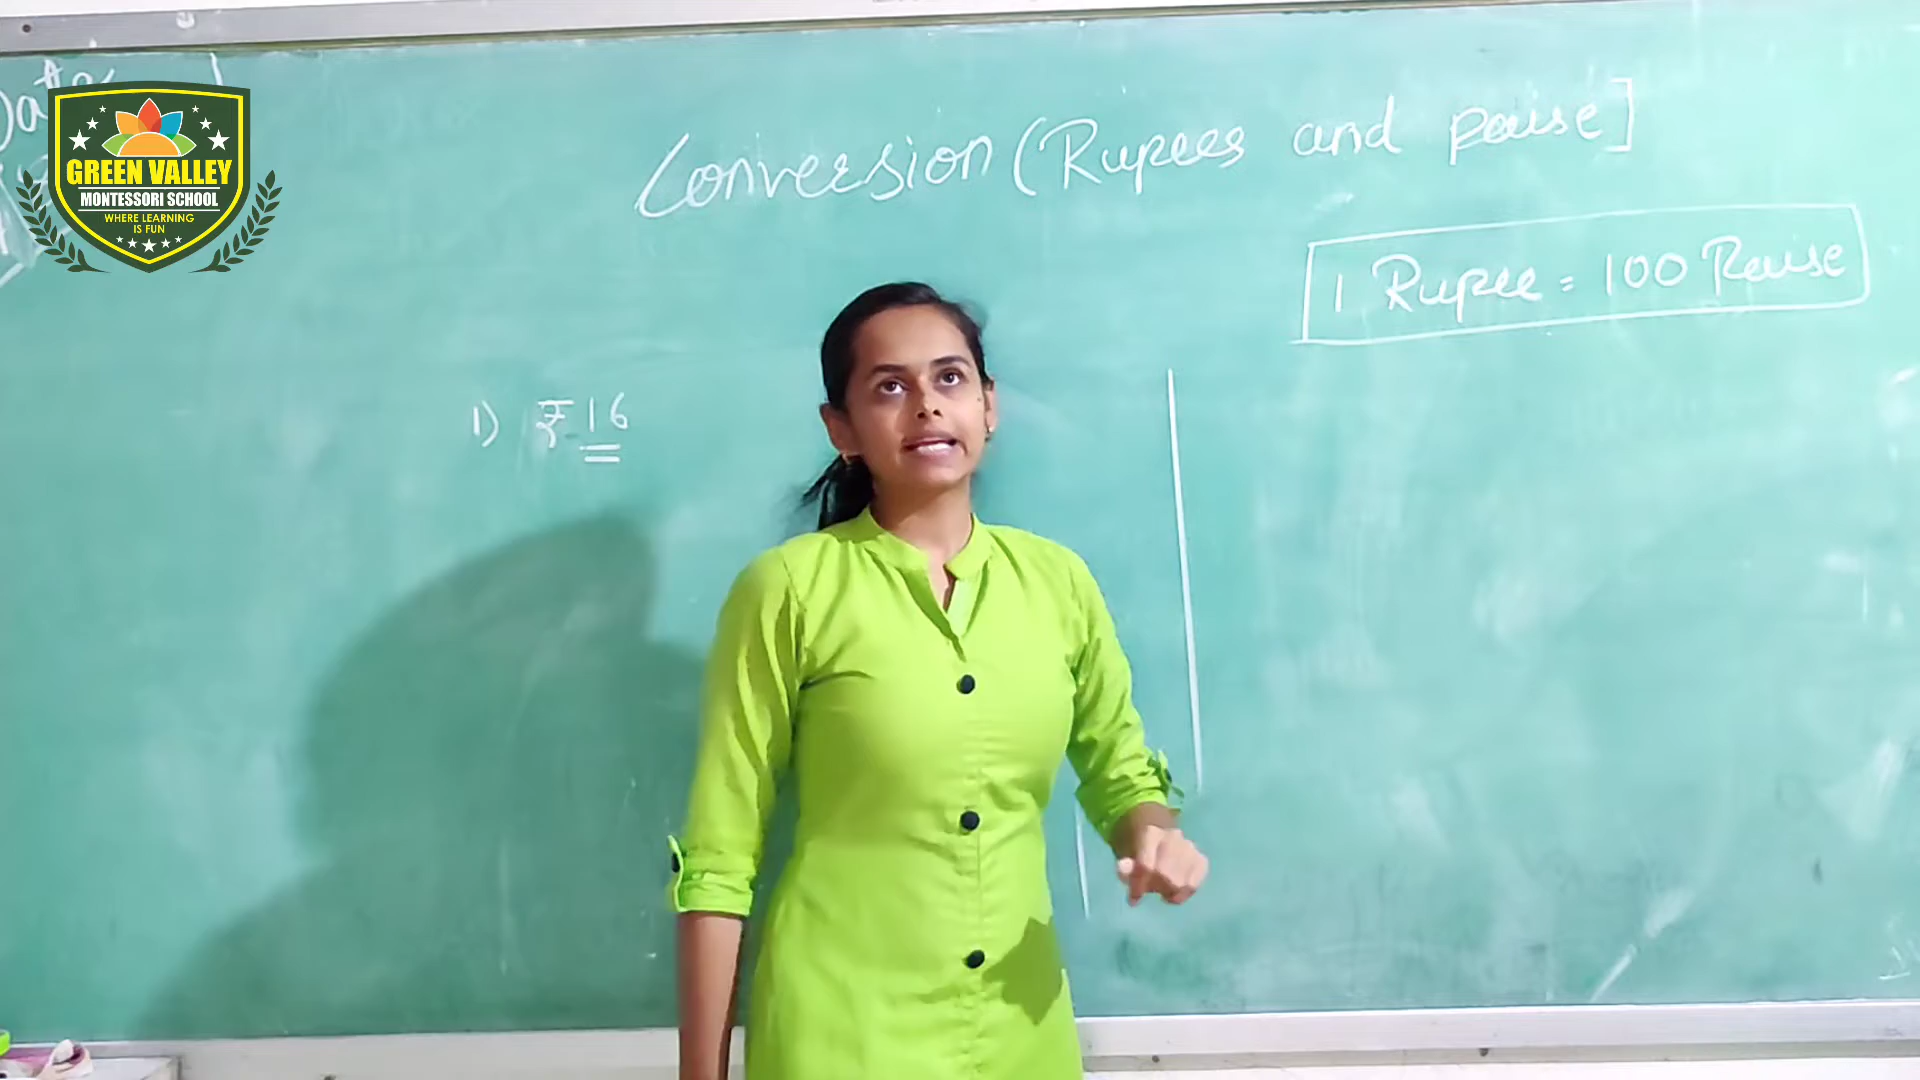 GREEN VALLEY
MONTESSORI SCHOOL
WHERE LEARNING
IS FUN
Conversion (Rupees and paise]
1 Rupee = 100 Paise
1) ₹ 16